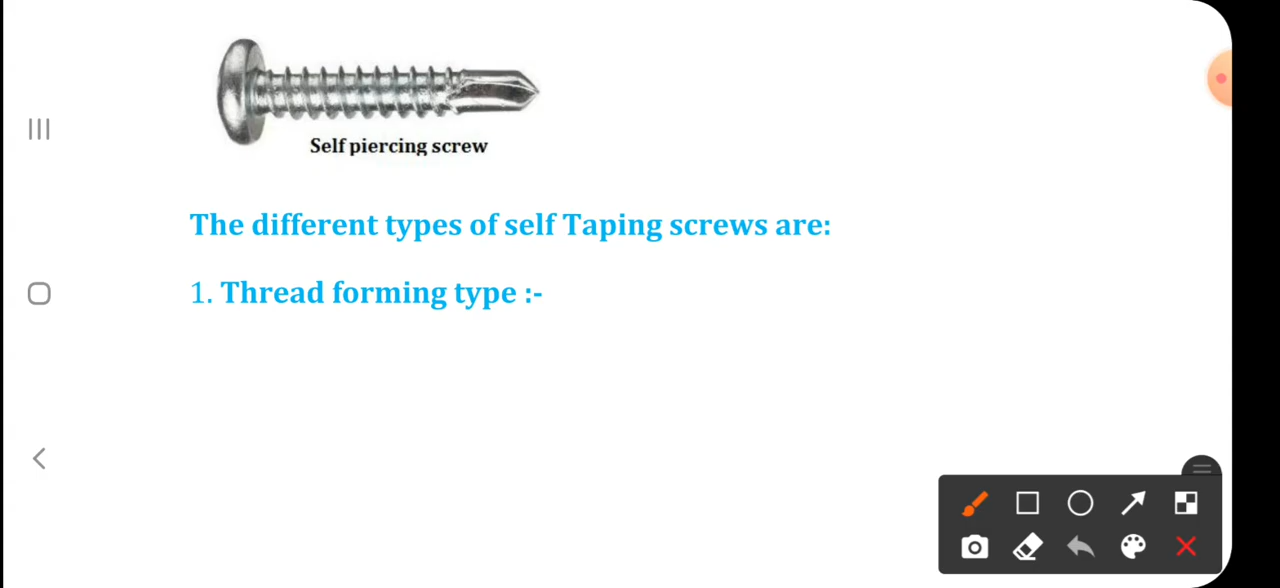 Self piercing screw
The different types of self Taping screws are:
1. Thread forming type :-